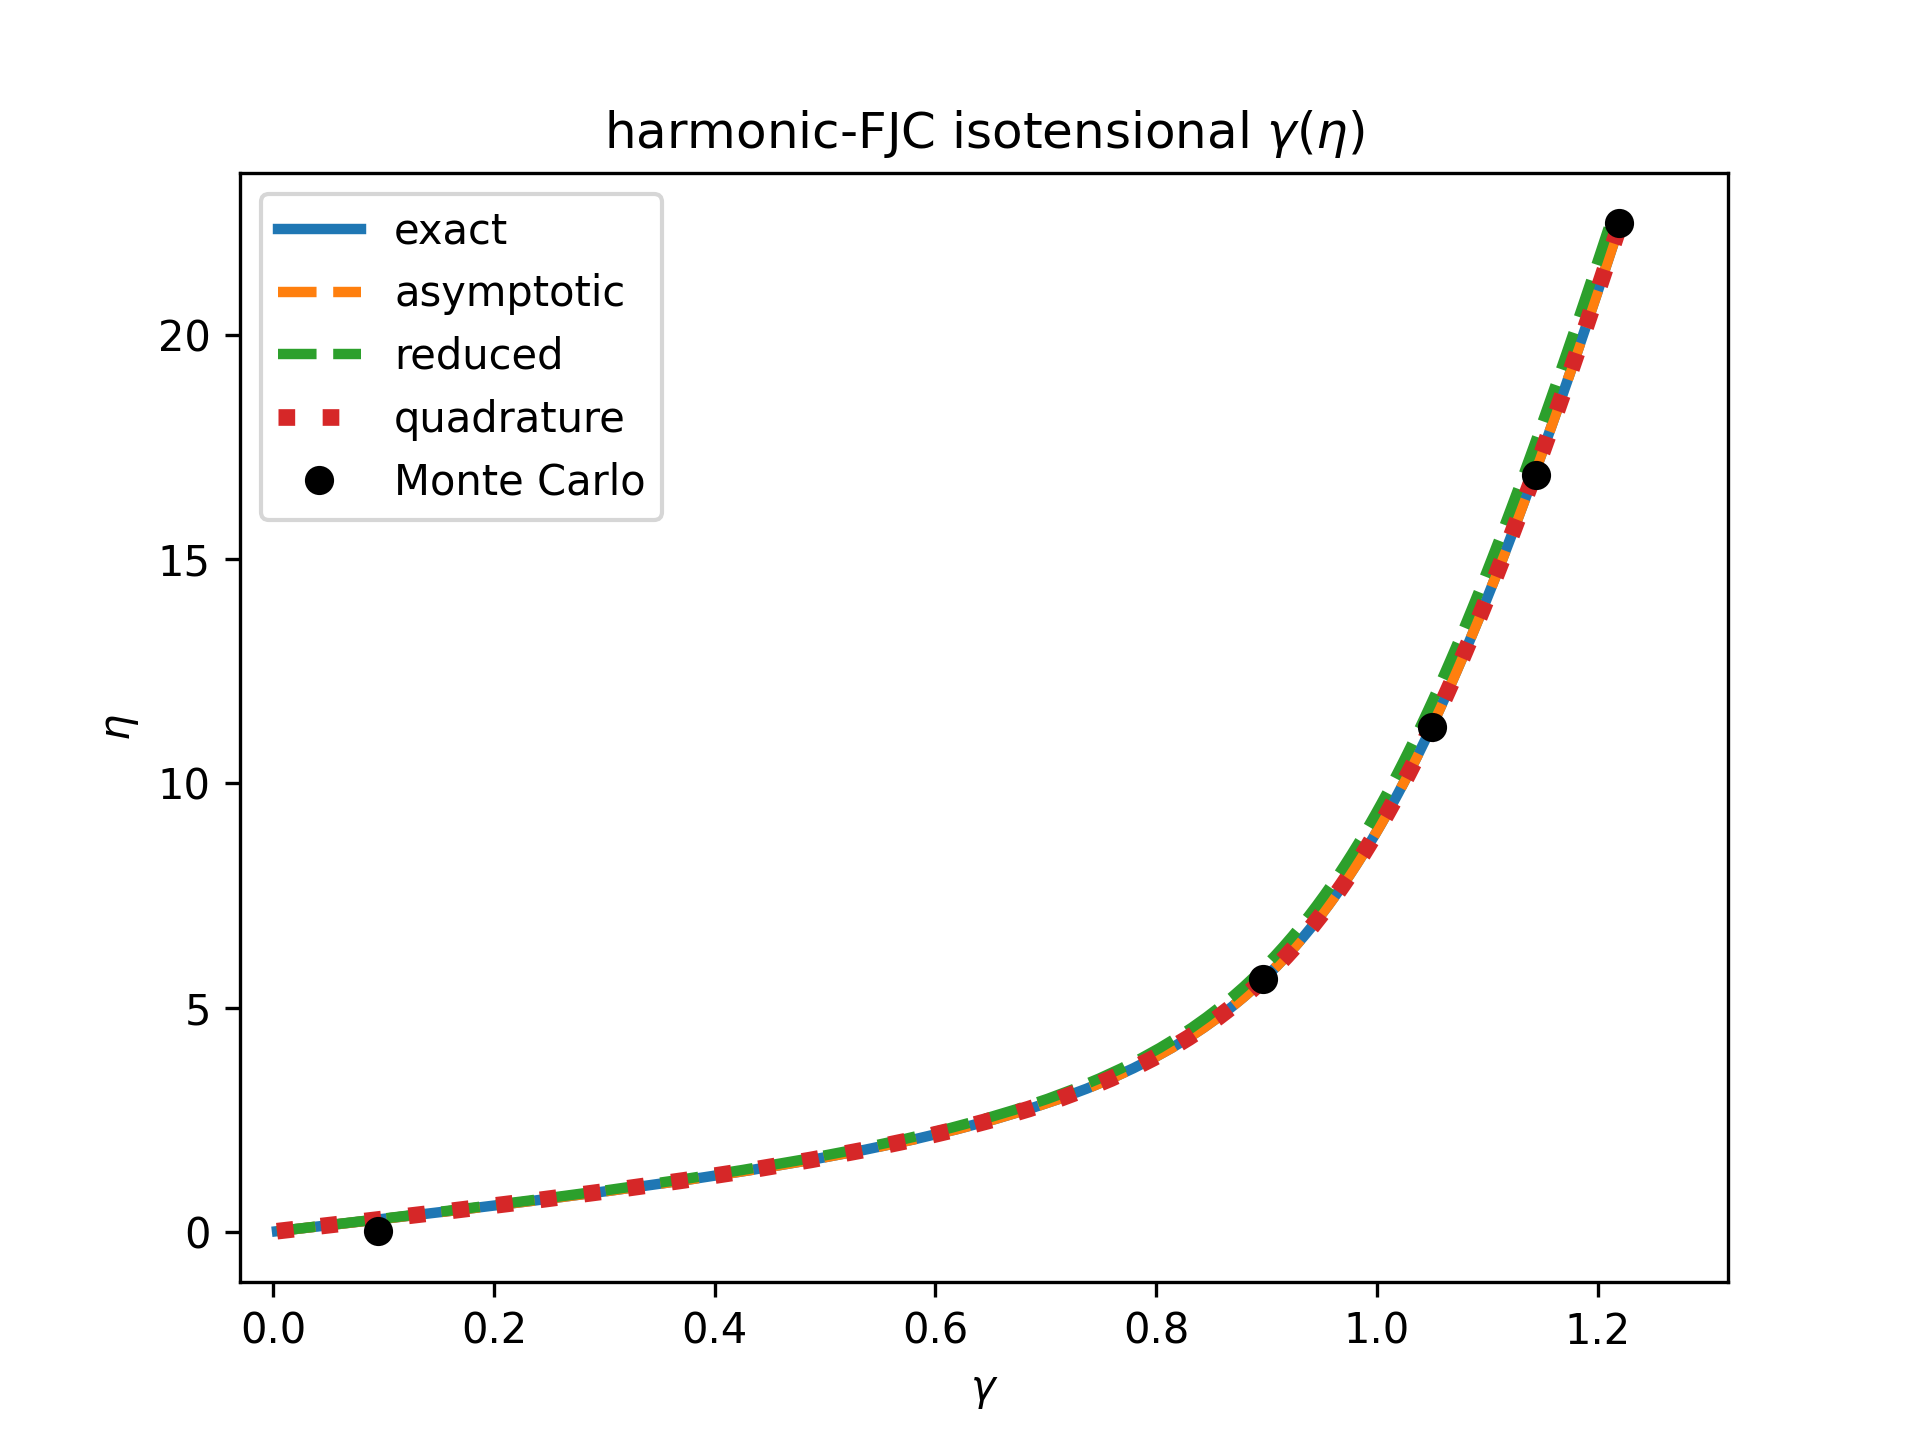 harmonic-FJC isotensional γ(η)
exact
asymptotic
reduced
quadrature
Monte Carlo
η
20
15
10
5
0
0.0 0.2 0.4 0.6 0.8 1.0 1.2
γ